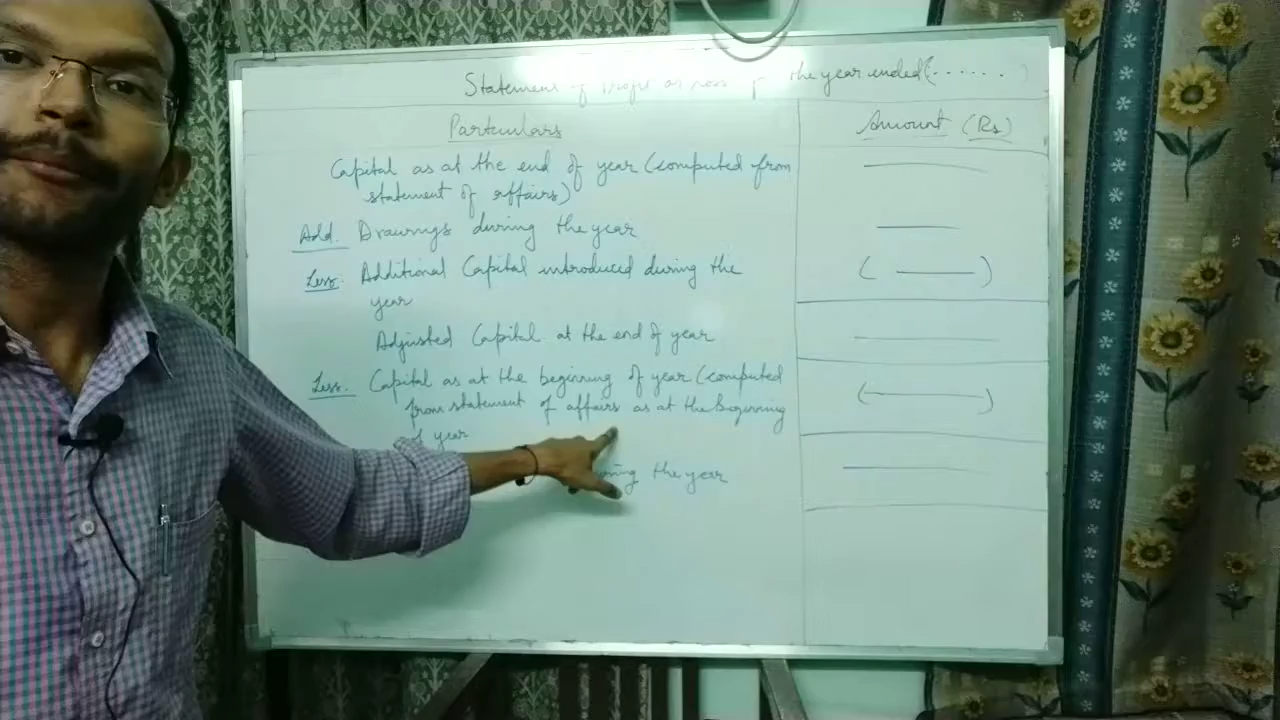 Statement of Profit or Loss for the year ended (.......)
Particulars
Amount (Rs)
Capital as at the end of year (computed from
statement of affairs)
Add. Drawings during the year
Less: Additional Capital introduced during the
year
( )
Adjusted Capital at the end of year
Less. Capital as at the beginning of year (computed
from statement of affairs as at the beginning
of year
( )
the year